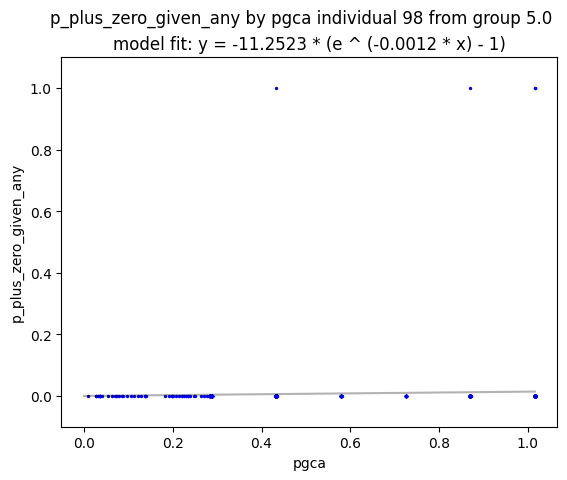 p_plus_zero_given_any by pgca individual 98 from group 5.0
model fit: y = -11.2523 * (e ^ (-0.0012 * x) - 1)
1.0
0.8
0.6
0.4
0.2
0.0
p_plus_zero_given_any
0.0 0.2 0.4 0.6 0.8 1.0
pgca